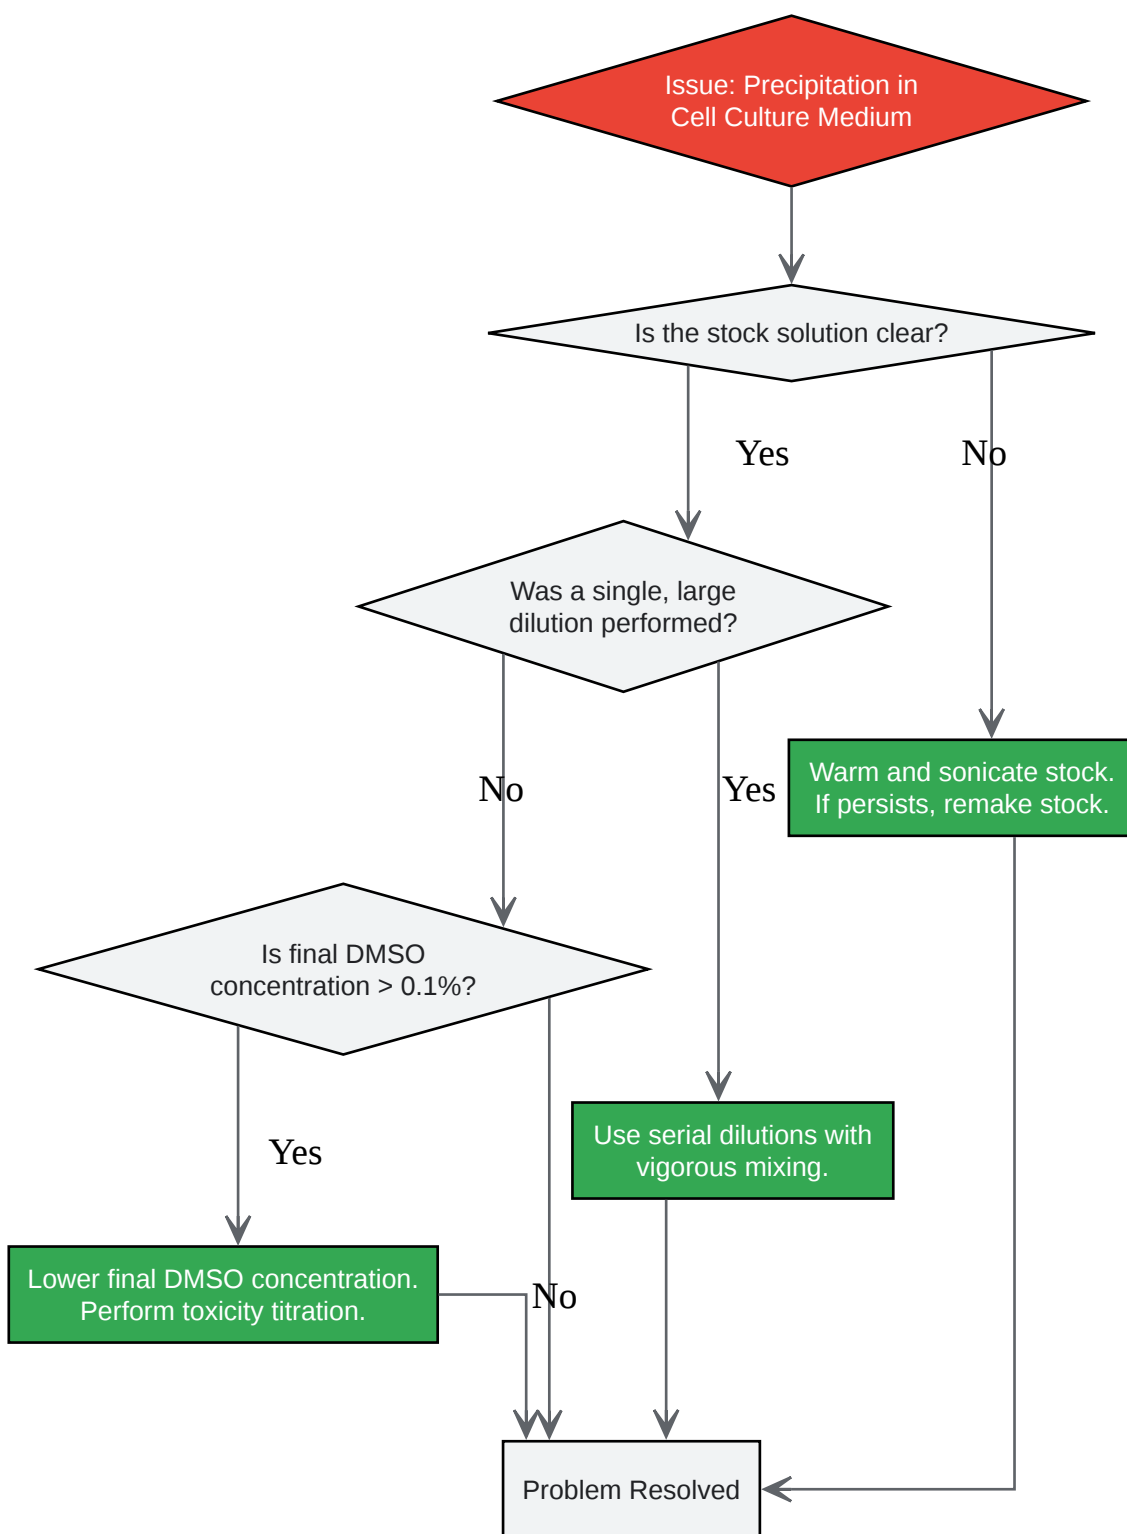 Issue: Precipitation in
Cell Culture Medium
Is the stock solution clear?
Yes
No
Was a single, large
dilution performed?
No
Yes
Warm and sonicate stock.
If persists, remake stock.
Is final DMSO
concentration > 0.1%?
Yes
Use serial dilutions with
vigorous mixing.
Lower final DMSO concentration.
Perform toxicity titration.
No
Problem Resolved